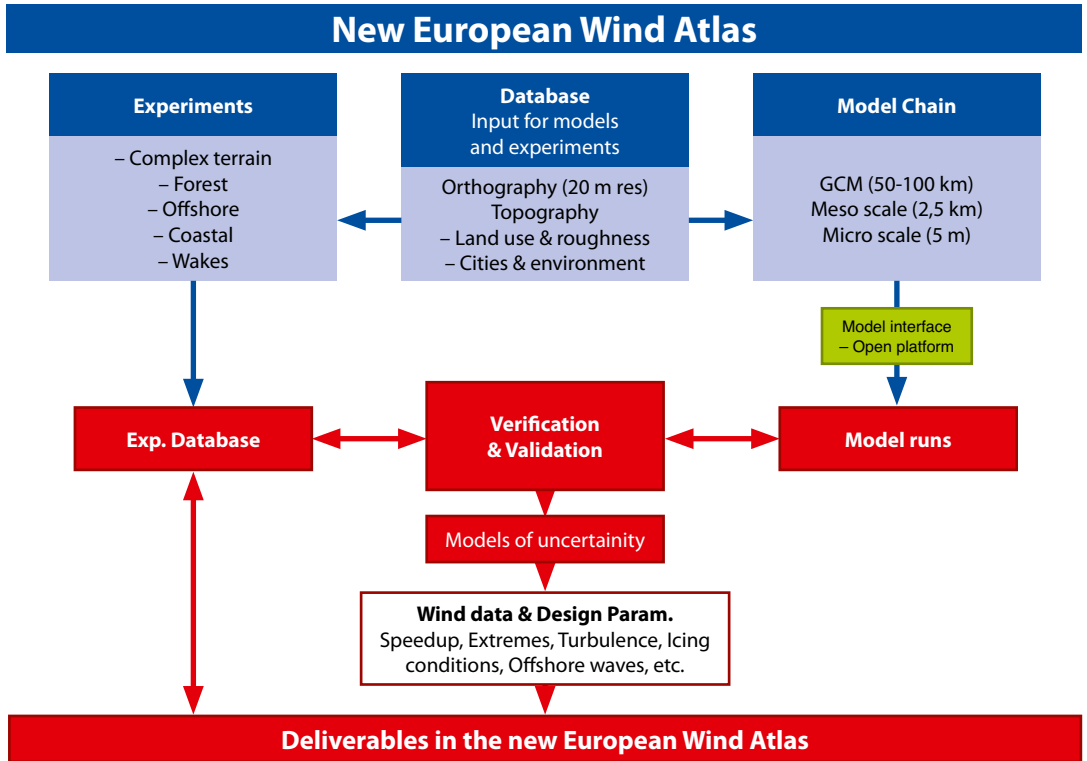 New European Wind Atlas
Experiments
– Complex terrain
– Forest
– Offshore
– Coastal
– Wakes
Database
Input for models
and experiments
Orthography (20 m res)
Topography
– Land use & roughness
– Cities & environment
Model Chain
GCM (50-100 km)
Meso scale (2,5 km)
Micro scale (5 m)
Model interface
– Open platform
Exp. Database
Verification
& Validation
Model runs
Models of uncertainity
Wind data & Design Param.
Speedup, Extremes, Turbulence, Icing
conditions, Offshore waves, etc.
Deliverables in the new European Wind Atlas